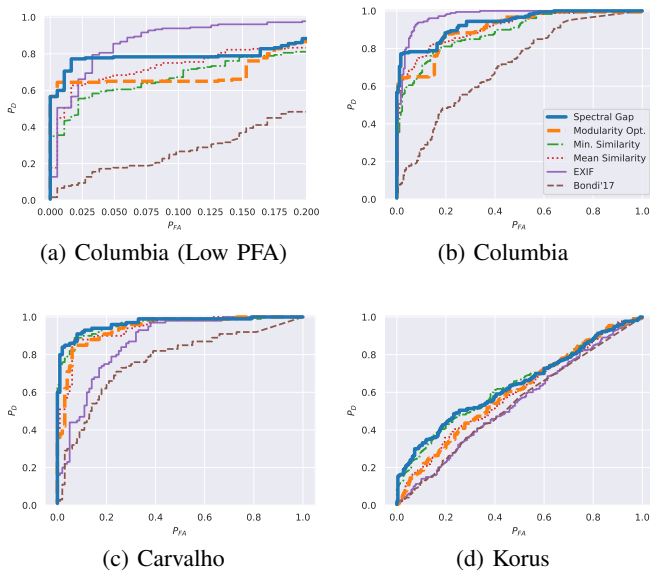 1.0
0.8
0.6
0.4
0.2
0.0
P_D
0.000 0.025 0.050 0.075 0.100 0.125 0.150 0.175 0.200
P_FA
(a) Columbia (Low PFA)
1.0
0.8
0.6
0.4
0.2
0.0
P_D
Spectral Gap
Modularity Opt.
Min. Similarity
Mean Similarity
EXIF
Bondi'17
0.0 0.2 0.4 0.6 0.8 1.0
P_FA
(b) Columbia
1.0
0.8
0.6
0.4
0.2
0.0
P_D
0.0 0.2 0.4 0.6 0.8 1.0
P_FA
(c) Carvalho
1.0
0.8
0.6
0.4
0.2
0.0
P_D
0.0 0.2 0.4 0.6 0.8 1.0
P_FA
(d) Korus